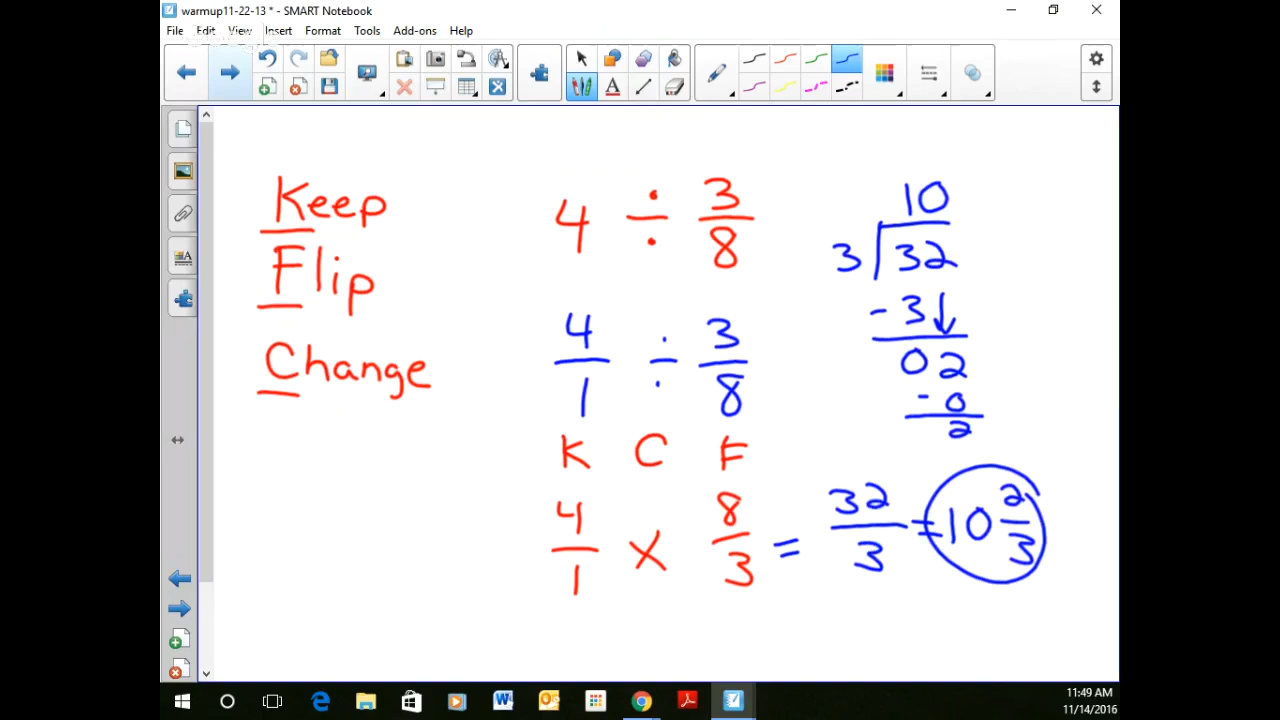 warmup11-22-13 * - SMART Notebook
File Edit View Insert Format Tools Add-ons Help
Keep
Flip
Change
4 ÷ 3/8
4/1 ÷ 3/8
K C F
4/1 X 8/3 = 32/3 = 10 2/3
10
3 32
- 3↓
02
- 0
2
11:49 AM
11/14/2016